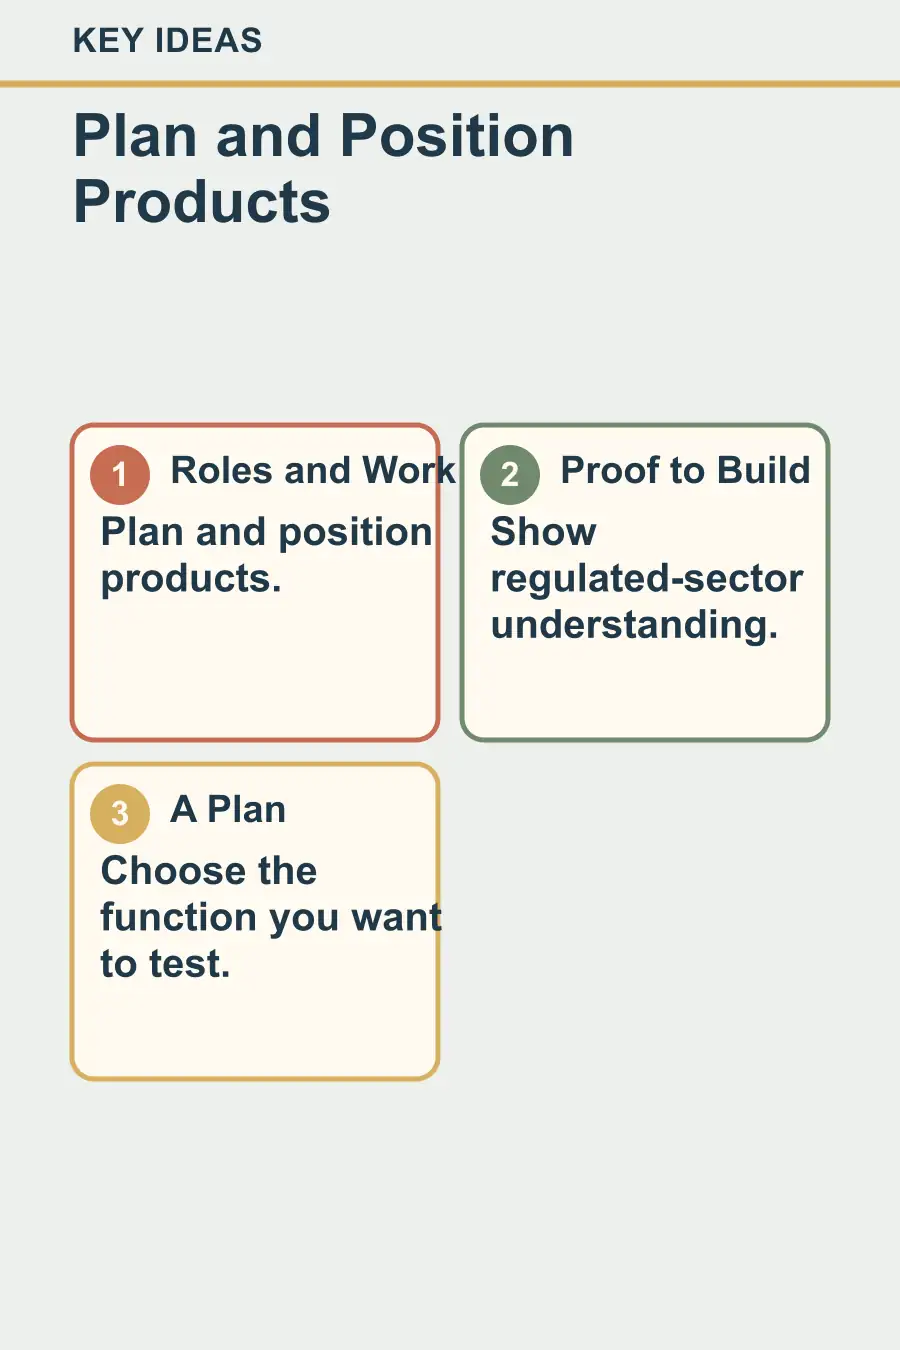 KEY IDEAS
Plan and Position
Products
1
Roles and Work
Plan and position
products.
2
Proof to Build
Show
regulated-sector
understanding.
3
A Plan
Choose the
function you want
to test.